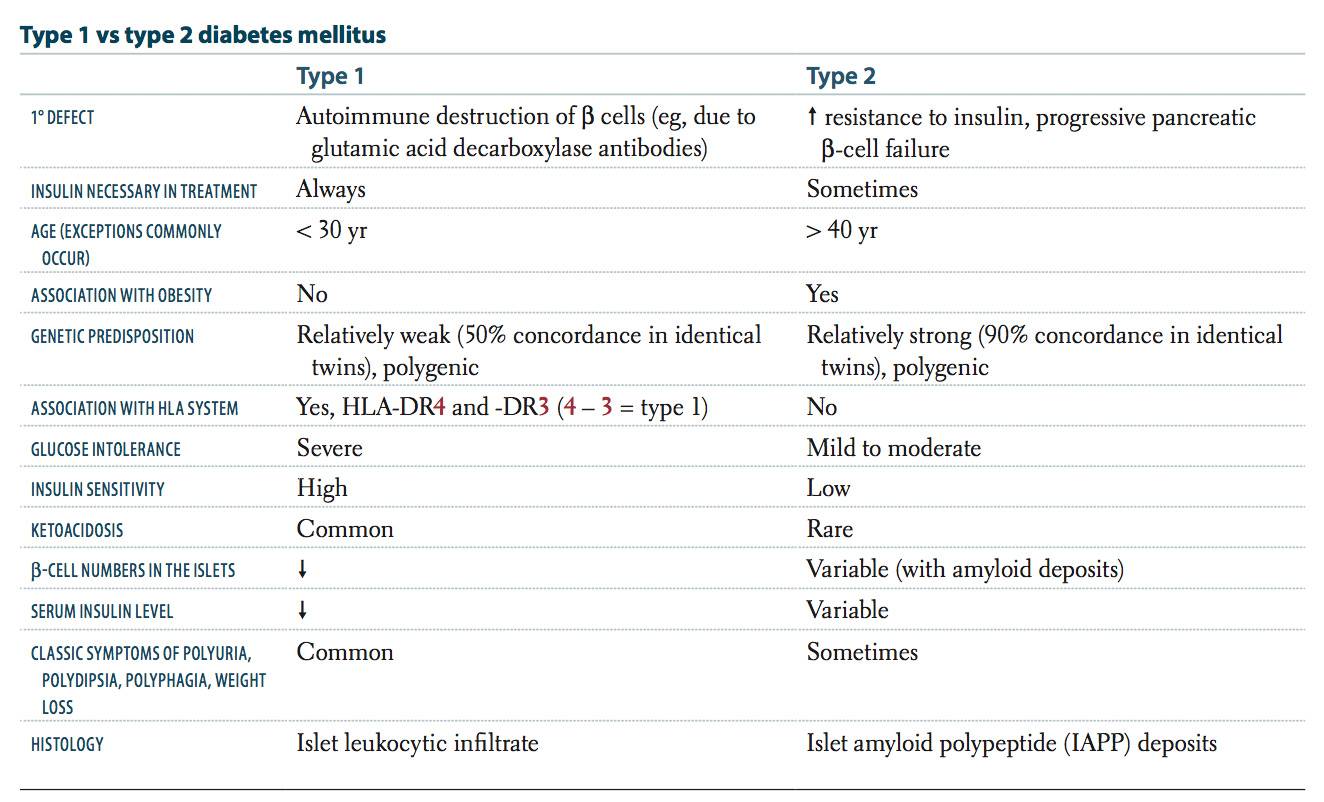 Type 1 vs type 2 diabetes mellitus
Type 1 Type 2
1° DEFECT Autoimmune destruction of β cells (eg, due to ↑ resistance to insulin, progressive pancreatic
glutamic acid decarboxylase antibodies) β-cell failure
INSULIN NECESSARY IN TREATMENT Always Sometimes
AGE (EXCEPTIONS COMMONLY < 30 yr > 40 yr
OCCUR)
ASSOCIATION WITH OBESITY No Yes
GENETIC PREDISPOSITION Relatively weak (50% concordance in identical Relatively strong (90% concordance in identical
twins), polygenic twins), polygenic
ASSOCIATION WITH HLA SYSTEM Yes, HLA-DR4 and -DR3 (4 – 3 = type 1) No
GLUCOSE INTOLERANCE Severe Mild to moderate
INSULIN SENSITIVITY High Low
KETOACIDOSIS Common Rare
β-CELL NUMBERS IN THE ISLETS ↓ Variable (with amyloid deposits)
SERUM INSULIN LEVEL ↓ Variable
CLASSIC SYMPTOMS OF POLYURIA, Common Sometimes
POLYDIPSIA, POLYPHAGIA, WEIGHT
LOSS
HISTOLOGY Islet leukocytic infiltrate Islet amyloid polypeptide (IAPP) deposits